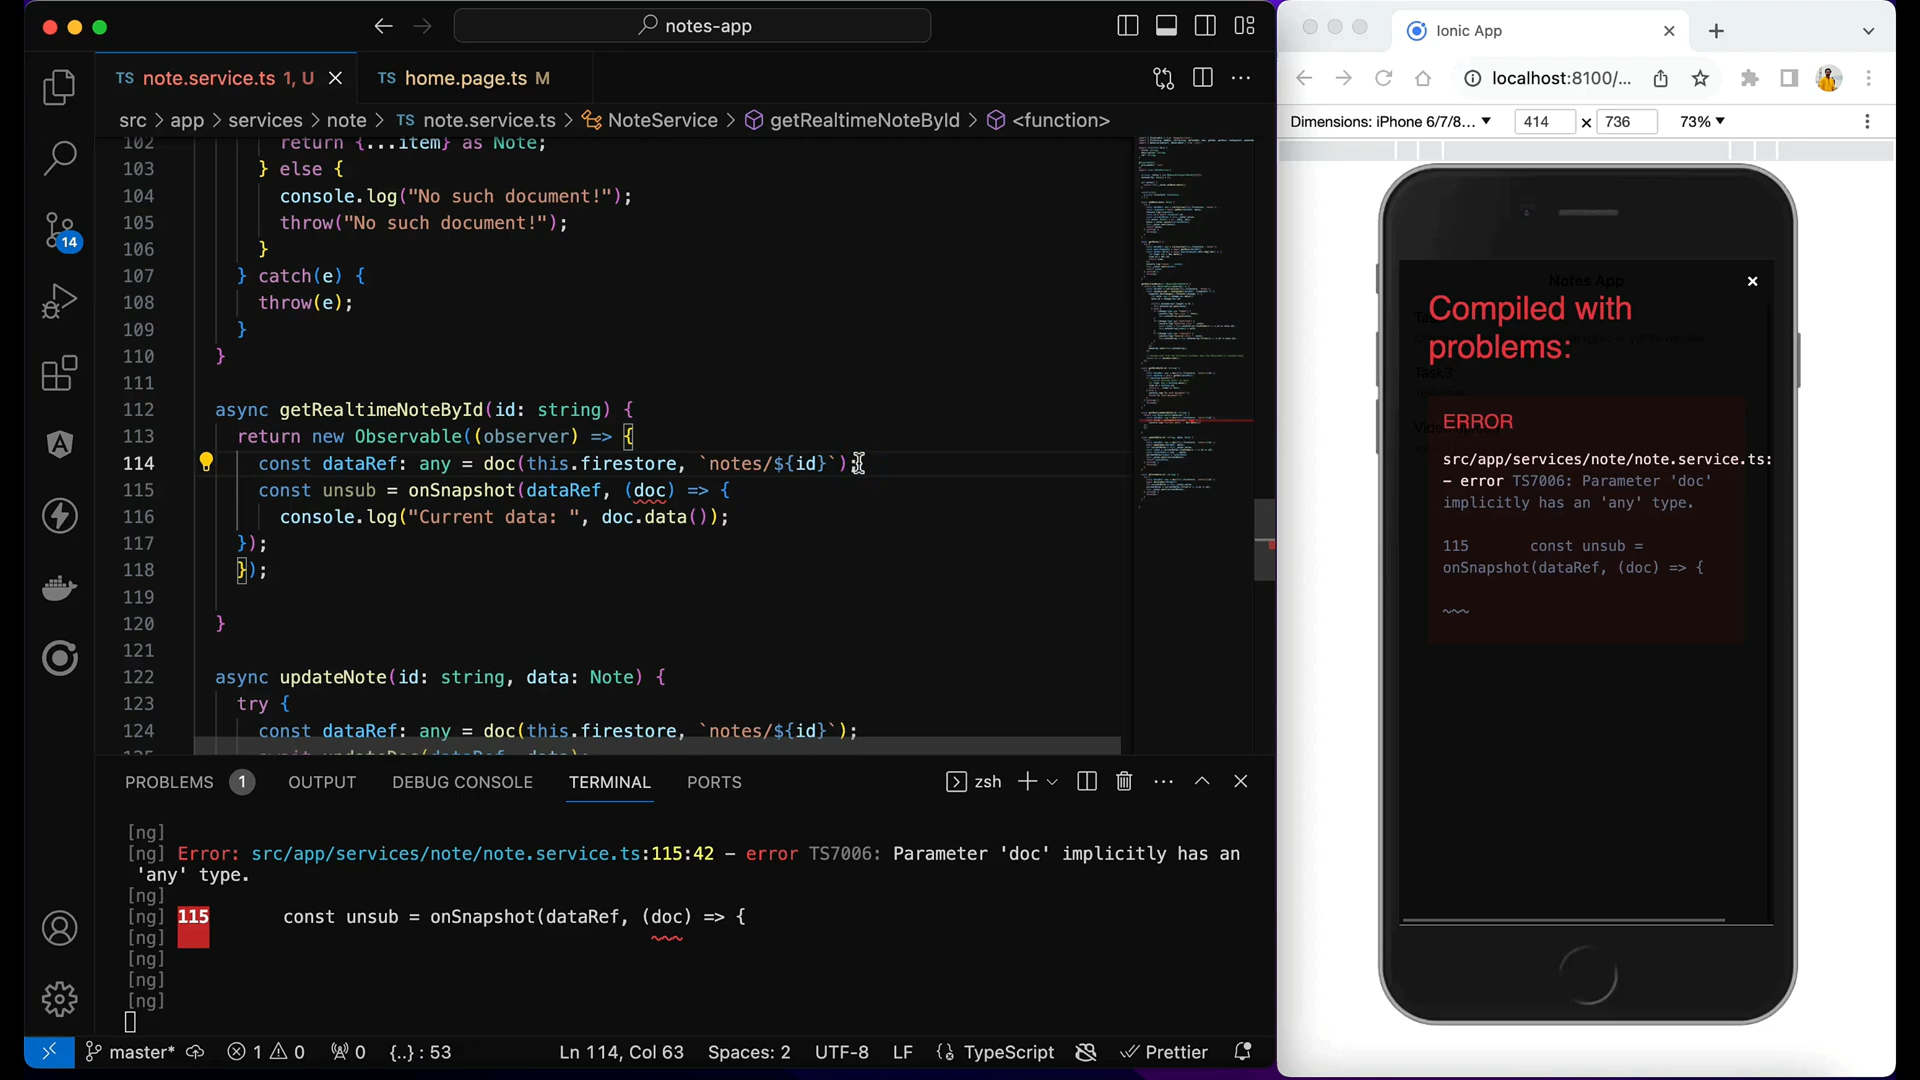 notes-app
TS note.service.ts 1, U
TS home.page.ts M
src > app > services > note > TS note.service.ts > NoteService > getRealtimeNoteById > <function>
102 return {...item} as Note;
103 } else {
104 console.log("No such document!");
105 throw("No such document!");
106 }
107 } catch(e) {
108 throw(e);
109 }
110 }
111
112 async getRealtimeNoteById(id: string) {
113 return new Observable((observer) => {
114 const dataRef: any = doc(this.firestore, `notes/${id}`);
115 const unsub = onSnapshot(dataRef, (doc) => {
116 console.log("Current data: ", doc.data());
117 });
118 });
119
120 }
121
122 async updateNote(id: string, data: Note) {
123 try {
124 const dataRef: any = doc(this.firestore, `notes/${id}`);
14
PROBLEMS 1 OUTPUT DEBUG CONSOLE TERMINAL PORTS
zsh
[ng]
[ng] Error: src/app/services/note/note.service.ts:115:42 - error TS7006: Parameter 'doc' implicitly has an
'any' type.
[ng]
[ng] 115 const unsub = onSnapshot(dataRef, (doc) => {
[ng] ~~~
[ng]
[ng]
[ng]
master* 1 0 0 {..} : 53 Ln 114, Col 63 Spaces: 2 UTF-8 LF TypeScript Prettier
Ionic App
localhost:8100/...
Dimensions: iPhone 6/7/8... 414 × 736 73%
Notes App
Compiled with
problems:
Task3
ERROR
src/app/services/note/note.service.ts:
- error TS7006: Parameter 'doc'
implicitly has an 'any' type.
115 const unsub =
onSnapshot(dataRef, (doc) => {
~~~